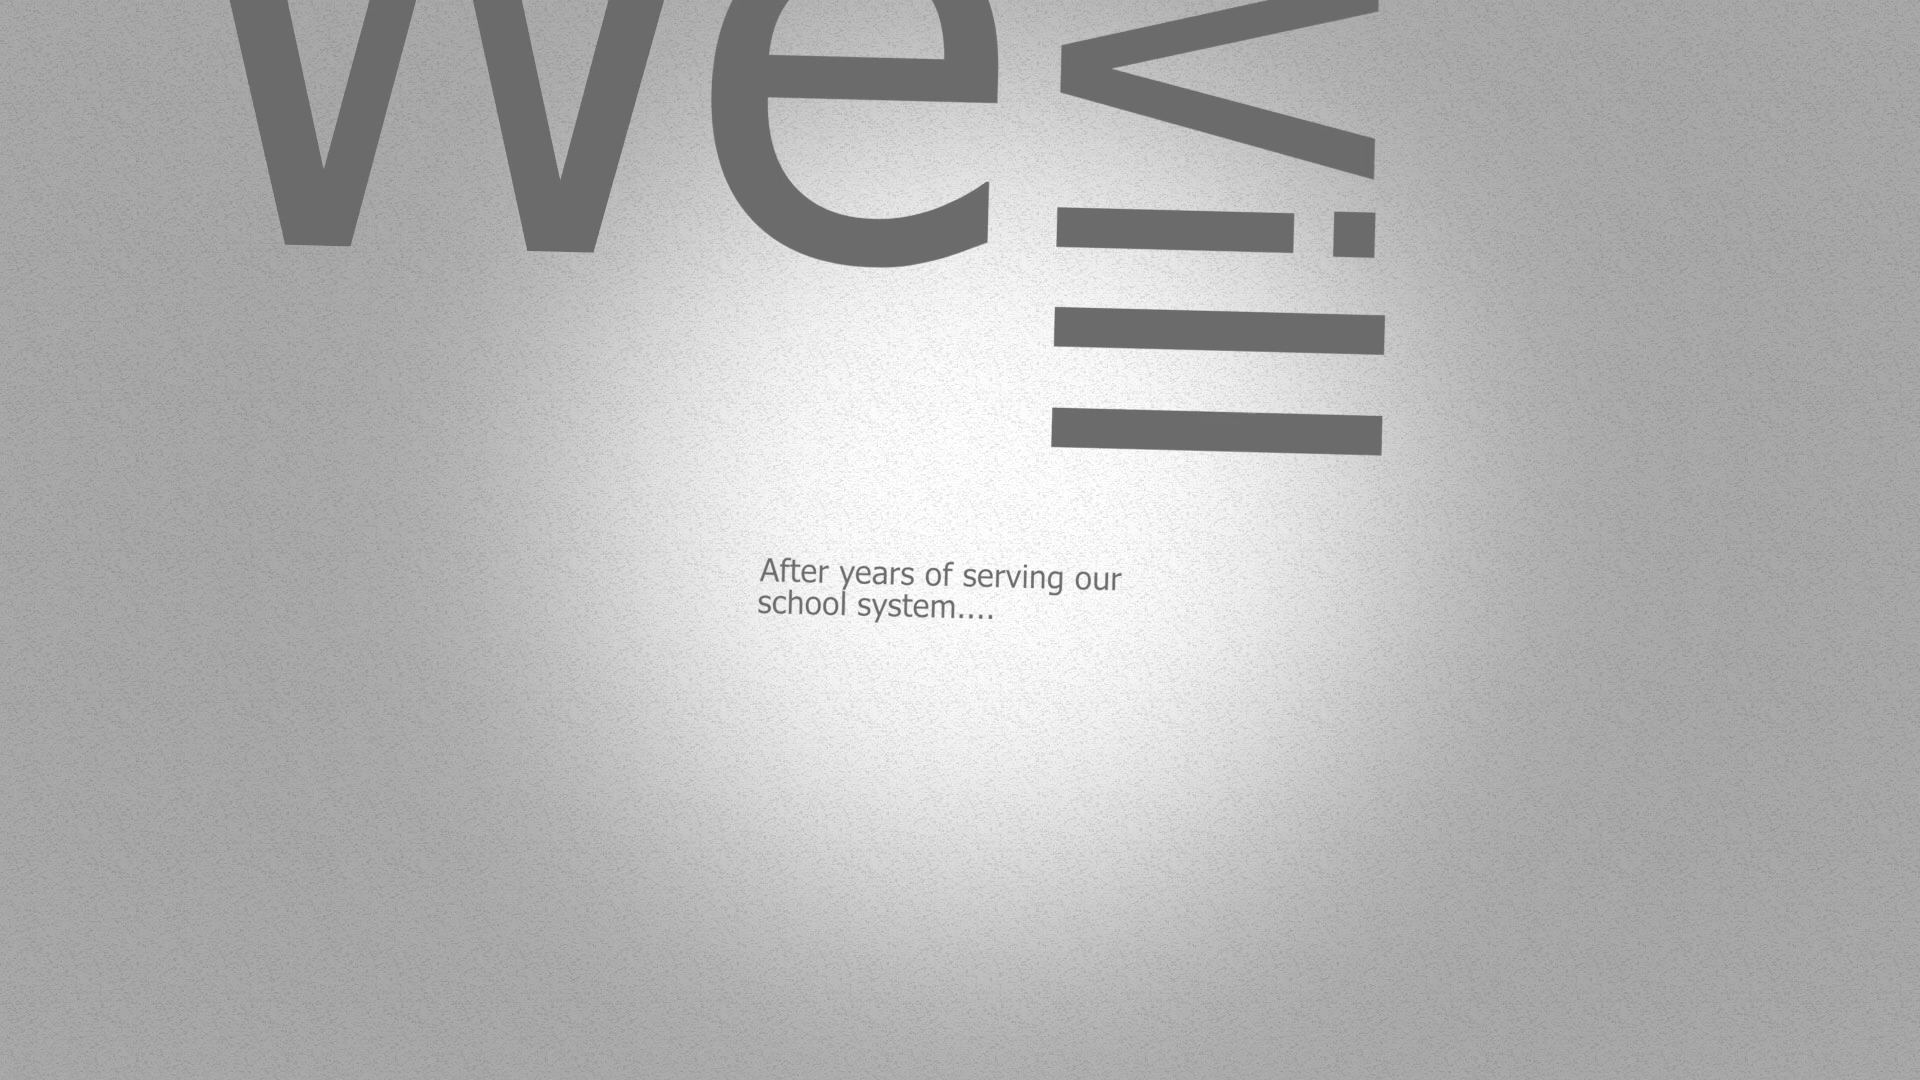 we
will
After years of serving our
school system....